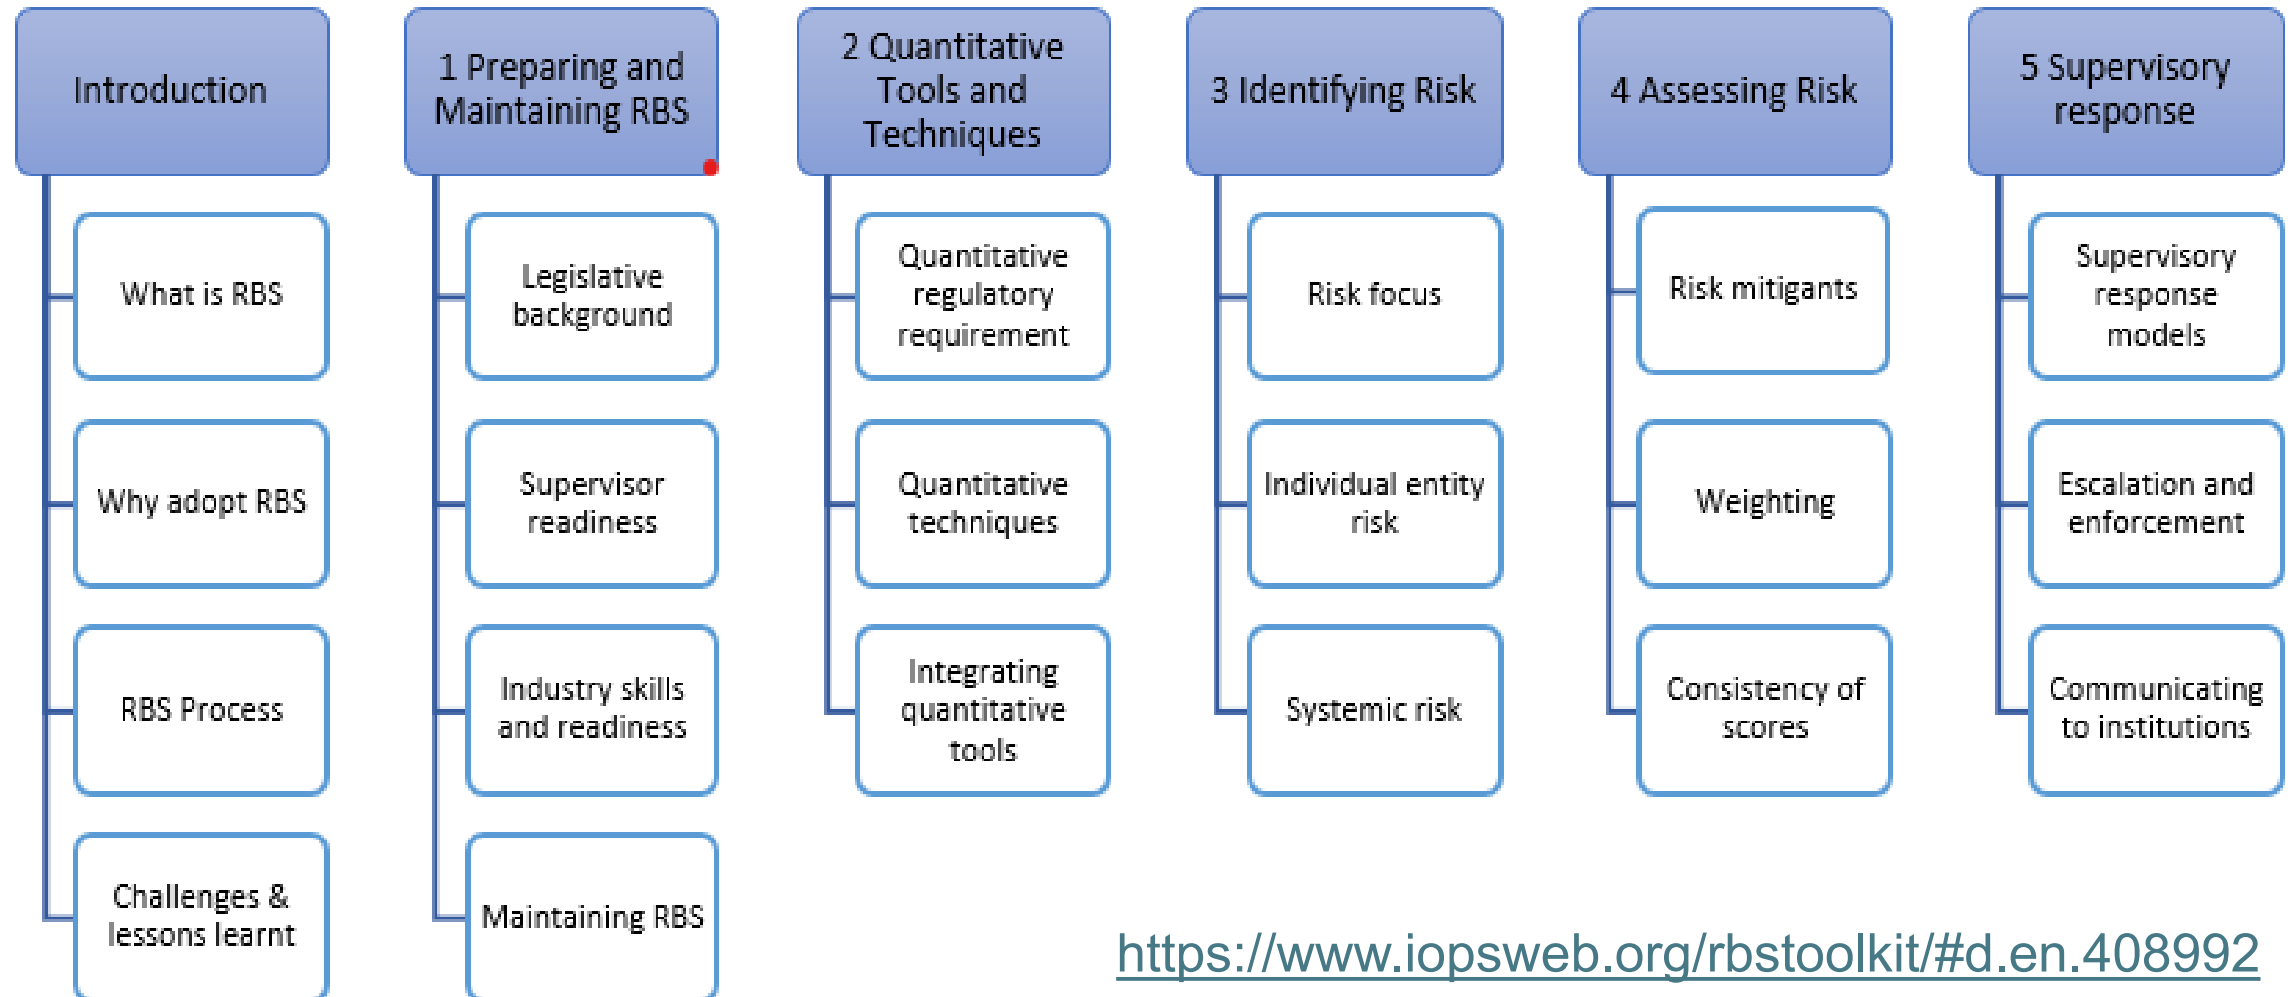 Introduction
What is RBS
Why adopt RBS
RBS Process
Challenges &
lessons learnt
1 Preparing and
Maintaining RBS
Legislative
background
Supervisor
readiness
Industry skills
and readiness
Maintaining RBS
2 Quantitative
Tools and
Techniques
Quantitative
regulatory
requirement
Quantitative
techniques
Integrating
quantitative
tools
3 Identifying Risk
Risk focus
Individual entity
risk
Systemic risk
4 Assessing Risk
Risk mitigants
Weighting
Consistency of
scores
5 Supervisory
response
Supervisory
response
models
Escalation and
enforcement
Communicating
to institutions
https://www.iopsweb.org/rbstoolkit/#d.en.408992